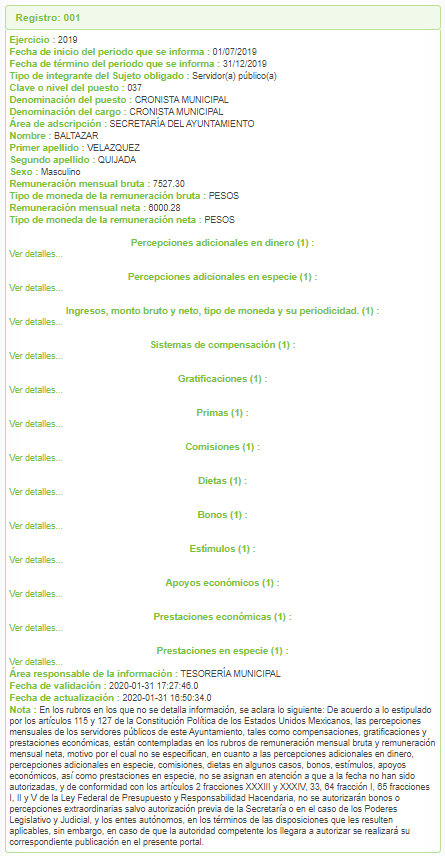 Registro: 001
Ejercicio : 2019
Fecha de inicio del periodo que se informa : 01/07/2019
Fecha de término del periodo que se informa : 31/12/2019
Tipo de integrante del Sujeto obligado : Servidor(a) público(a)
Clave o nivel del puesto : 037
Denominación del puesto : CRONISTA MUNICIPAL
Denominación del cargo : CRONISTA MUNICIPAL
Área de adscripción : SECRETARÍA DEL AYUNTAMIENTO
Nombre : BALTAZAR
Primer apellido : VELAZQUEZ
Segundo apellido : QUIJADA
Sexo : Masculino
Remuneración mensual bruta : 7527.30
Tipo de moneda de la remuneración bruta : PESOS
Remuneración mensual neta : 6000.28
Tipo de moneda de la remuneración neta : PESOS
Percepciones adicionales en dinero (1) :
Ver detalles...
Percepciones adicionales en especie (1) :
Ver detalles...
Ingresos, monto bruto y neto, tipo de moneda y su periodicidad. (1) :
Ver detalles...
Sistemas de compensación (1) :
Ver detalles...
Gratificaciones (1) :
Ver detalles...
Primas (1) :
Ver detalles...
Comisiones (1) :
Ver detalles...
Dietas (1) :
Ver detalles...
Bonos (1) :
Ver detalles...
Estímulos (1) :
Ver detalles...
Apoyos económicos (1) :
Ver detalles...
Prestaciones económicas (1) :
Ver detalles...
Prestaciones en especie (1) :
Ver detalles...
Área responsable de la información : TESORERÍA MUNICIPAL
Fecha de validación : 2020-01-31 17:27:46.0
Fecha de actualización : 2020-01-31 16:50:34.0
Nota : En los rubros en los que no se detalla información, se aclara lo siguiente: De acuerdo a lo estipulado
por los artículos 115 y 127 de la Constitución Política de los Estados Unidos Mexicanos, las percepciones
mensuales de los servidores públicos de este Ayuntamiento, tales como compensaciones, gratificaciones y
prestaciones económicas, están contempladas en los rubros de remuneración mensual bruta y remuneración
mensual neta, motivo por el cual no se especifican, en cuanto a las percepciones adicionales en dinero,
percepciones adicionales en especie, comisiones, dietas en algunos casos, bonos, estímulos, apoyos
económicos, así como prestaciones en especie, no se asignan en atención a que a la fecha no han sido
autorizadas, y de conformidad con los artículos 2 fracciones XXXIII y XXXIV, 33, 64 fracción I, 65 fracciones
I, II y V de la Ley Federal de Presupuesto y Responsabilidad Hacendaria, no se autorizarán bonos o
percepciones extraordinarias salvo autorización previa de la Secretaría o en el caso de los Poderes
Legislativo y Judicial, y los entes autónomos, en los términos de las disposiciones que les resulten
aplicables, sin embargo, en caso de que la autoridad competente los llegara a autorizar se realizará su
correspondiente publicación en el presente portal.